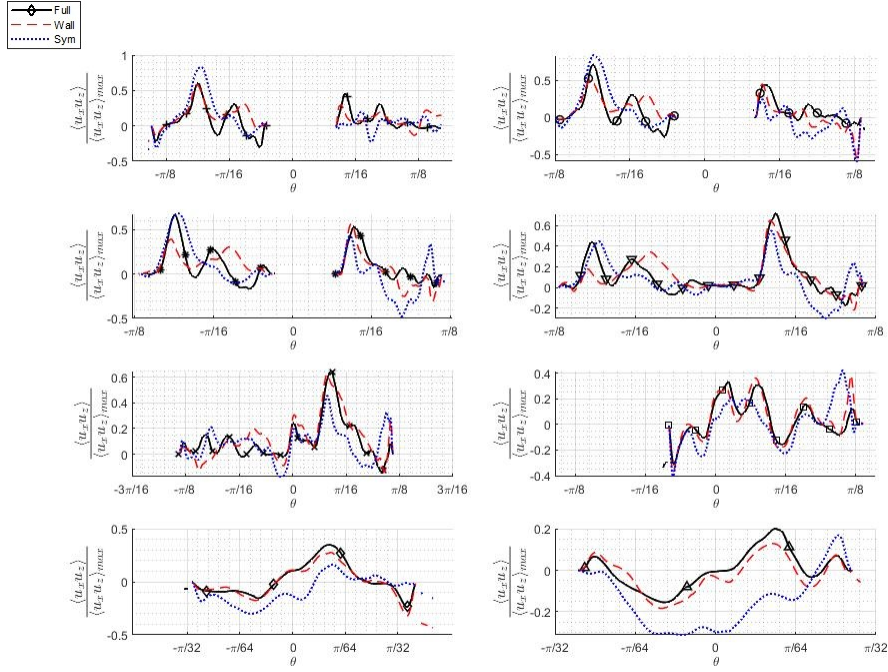 Full
Wall
Sym
1
0.5
0
-0.5
⟨u_x u_z⟩
⟨u_x u_z⟩_max
-π/8 -π/16 0 π/16 π/8
θ
0.5
0
-0.5
⟨u_x u_z⟩
⟨u_x u_z⟩_max
-π/8 -π/16 0 π/16 π/8
θ
0.5
0
-0.5
⟨u_x u_z⟩
⟨u_x u_z⟩_max
-π/8 -π/16 0 π/16 π/8
θ
0.6
0.4
0.2
0
-0.2
⟨u_x u_z⟩
⟨u_x u_z⟩_max
-π/8 -π/16 0 π/16 π/8
θ
0.6
0.4
0.2
0
⟨u_x u_z⟩
⟨u_x u_z⟩_max
-3π/16 -π/8 -π/16 0 π/16 π/8 3π/16
θ
0.4
0.2
0
-0.2
-0.4
⟨u_x u_z⟩
⟨u_x u_z⟩_max
-π/8 -π/16 0 π/16 π/8
θ
0.5
0
-0.5
⟨u_x u_z⟩
⟨u_x u_z⟩_max
-π/32 -π/64 0 π/64 π/32
θ
0.2
0
-0.2
⟨u_x u_z⟩
⟨u_x u_z⟩_max
-π/32 -π/64 0 π/64 π/32
θ